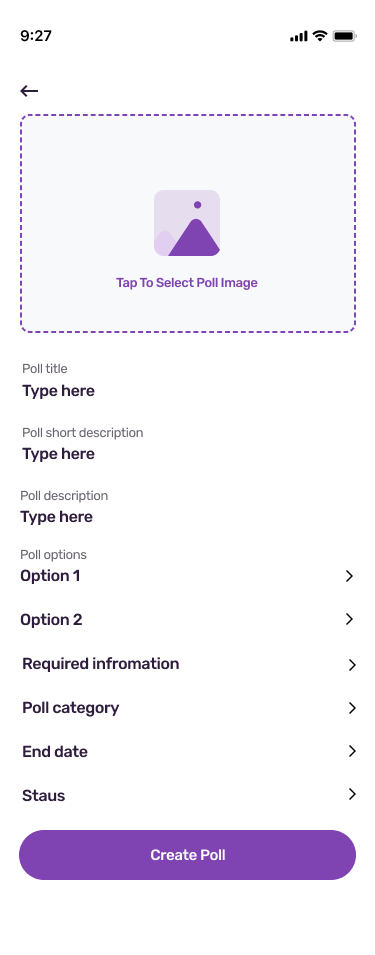 9:27
Tap To Select Poll Image
Poll title
Type here
Poll short description
Type here
Poll description
Type here
Poll options
Option 1
Option 2
Required infromation
Poll category
End date
Staus
Create Poll